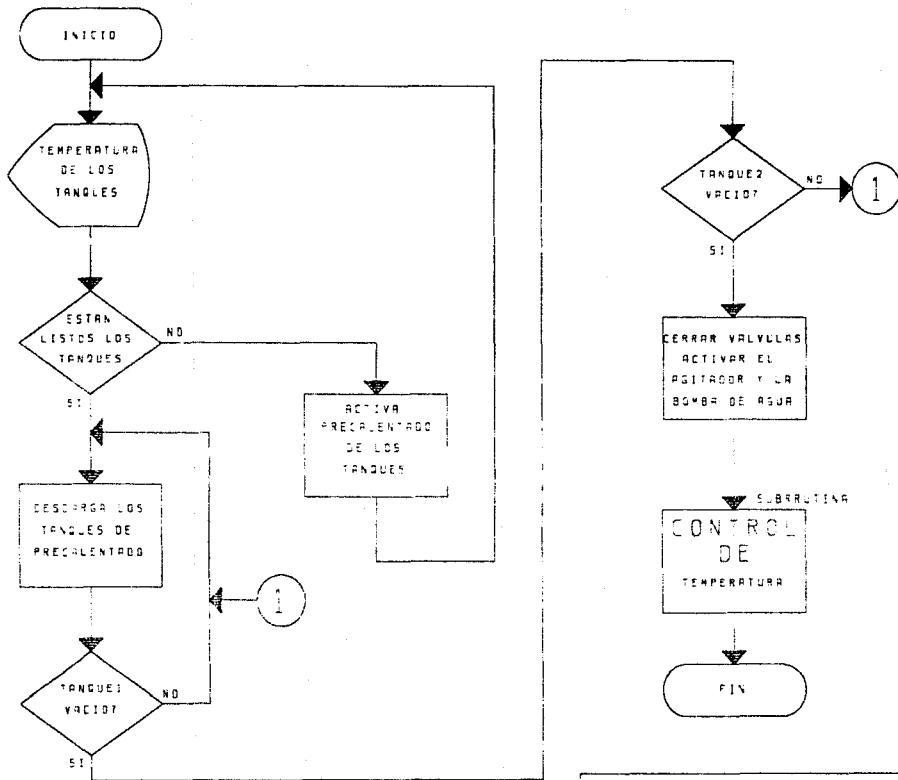 INICIO
TEMPERATURA
DE LOS
TANQUES
ESTAN
LISTOS LOS
TANQUES
NO
SI
ACTIVA
PRECALENTADO
DE LOS
TANQUES
DESCARGA LOS
TANQUES DE
PRECALENTADO
1
TANQUE1
VACIO?
NO
SI
TANQUE2
VACIO?
NO
1
SI
CERRAR VALVULAS
ACTIVAR EL
AGITADOR Y LA
BOMBA DE AGUA
SUBRRUTINA
CONTROL
DE
TEMPERATURA
FIN